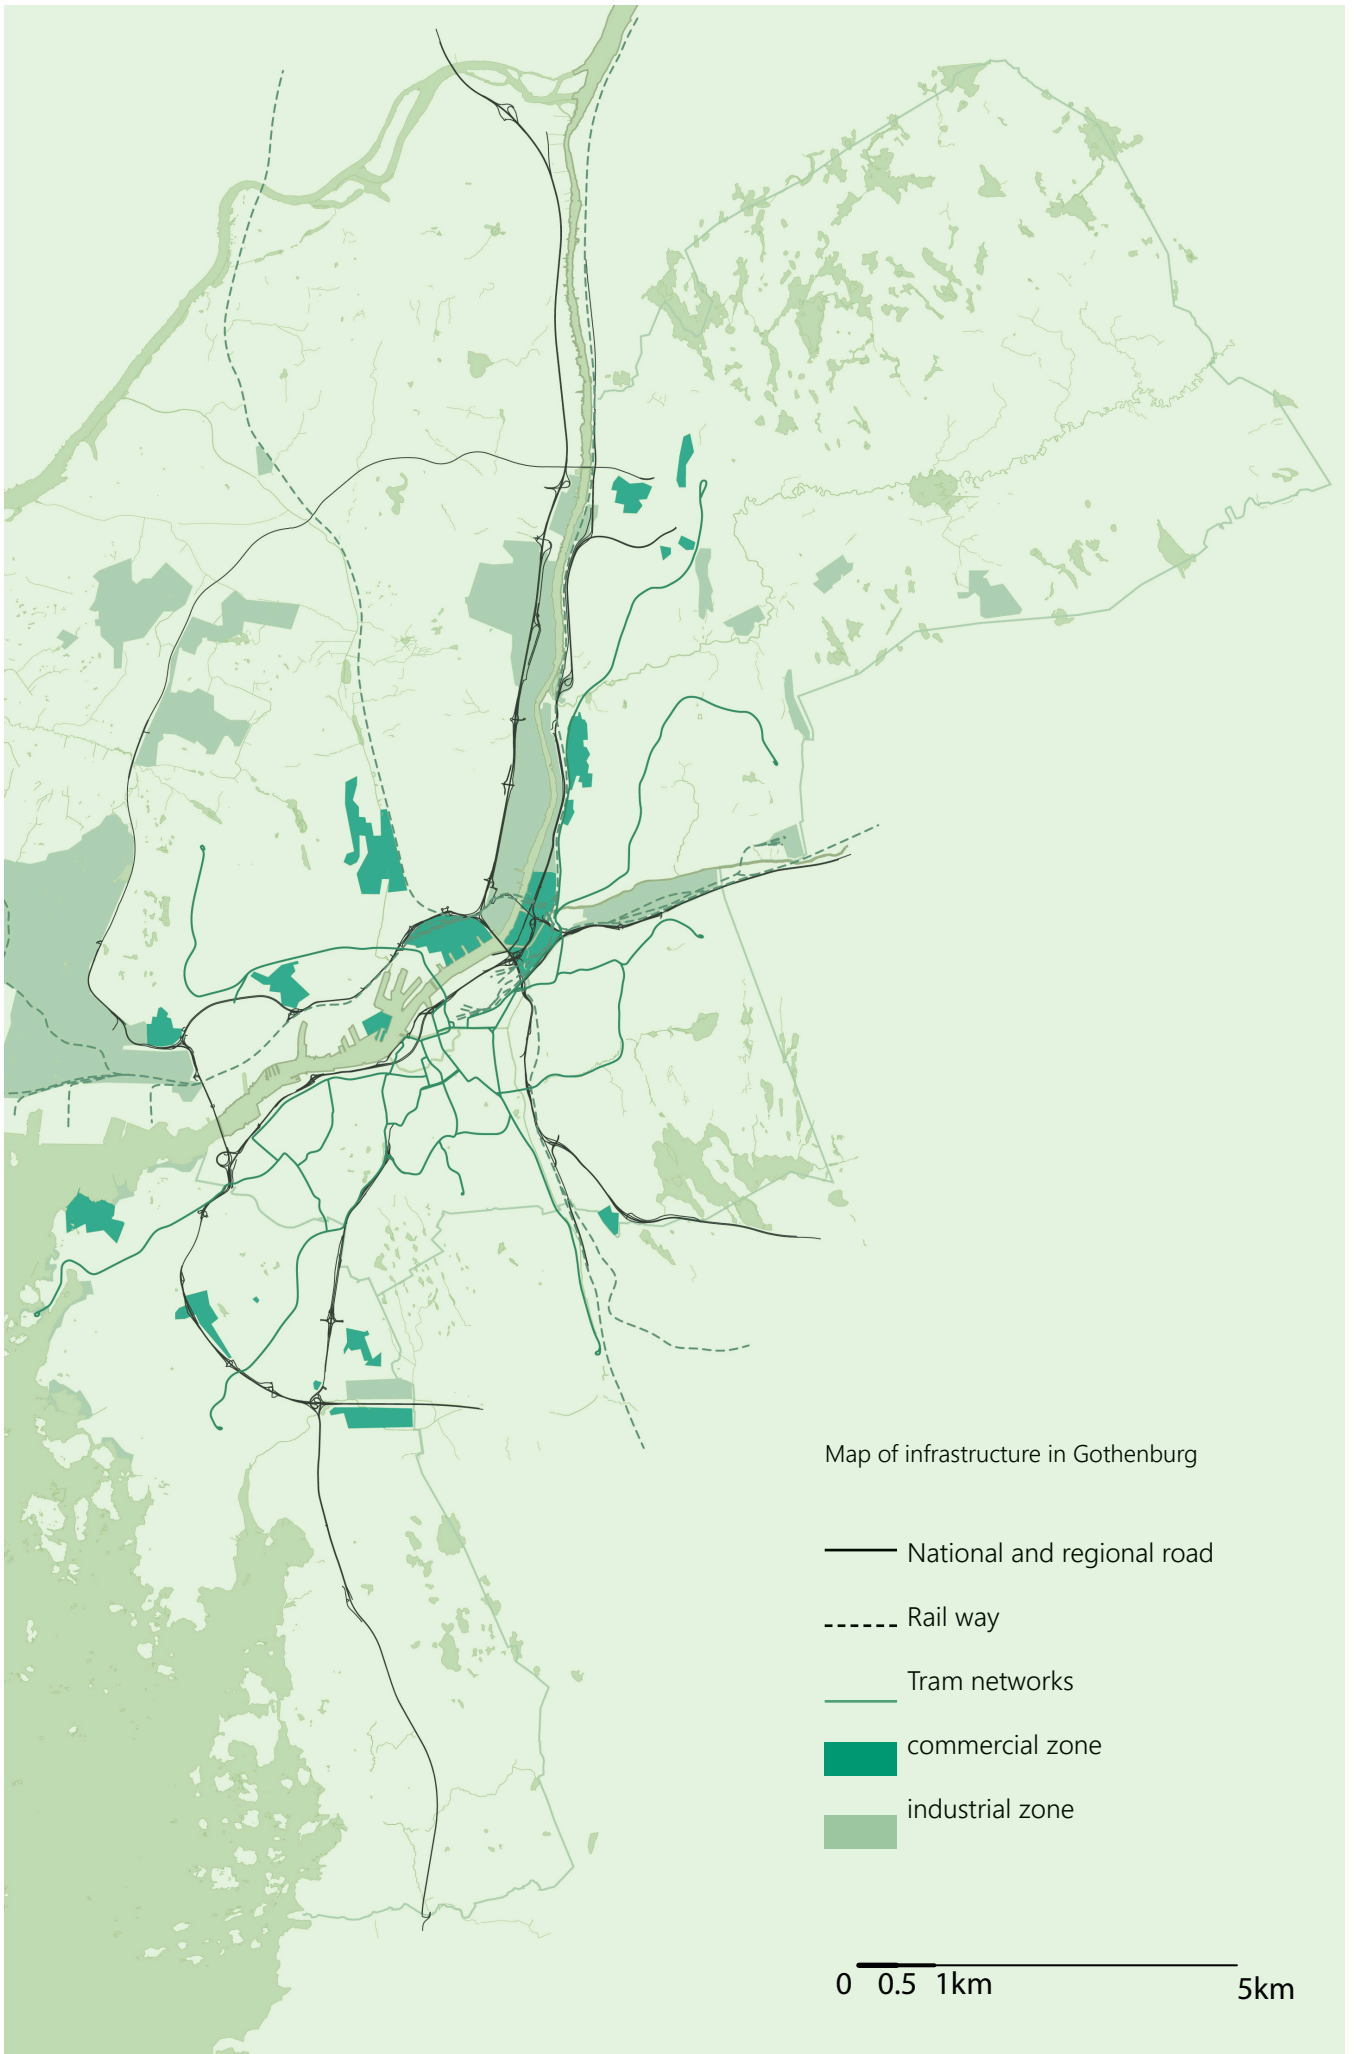 Map of infrastructure in Gothenburg
National and regional road
Rail way
Tram networks
commercial zone
industrial zone
0 0.5 1km 5km